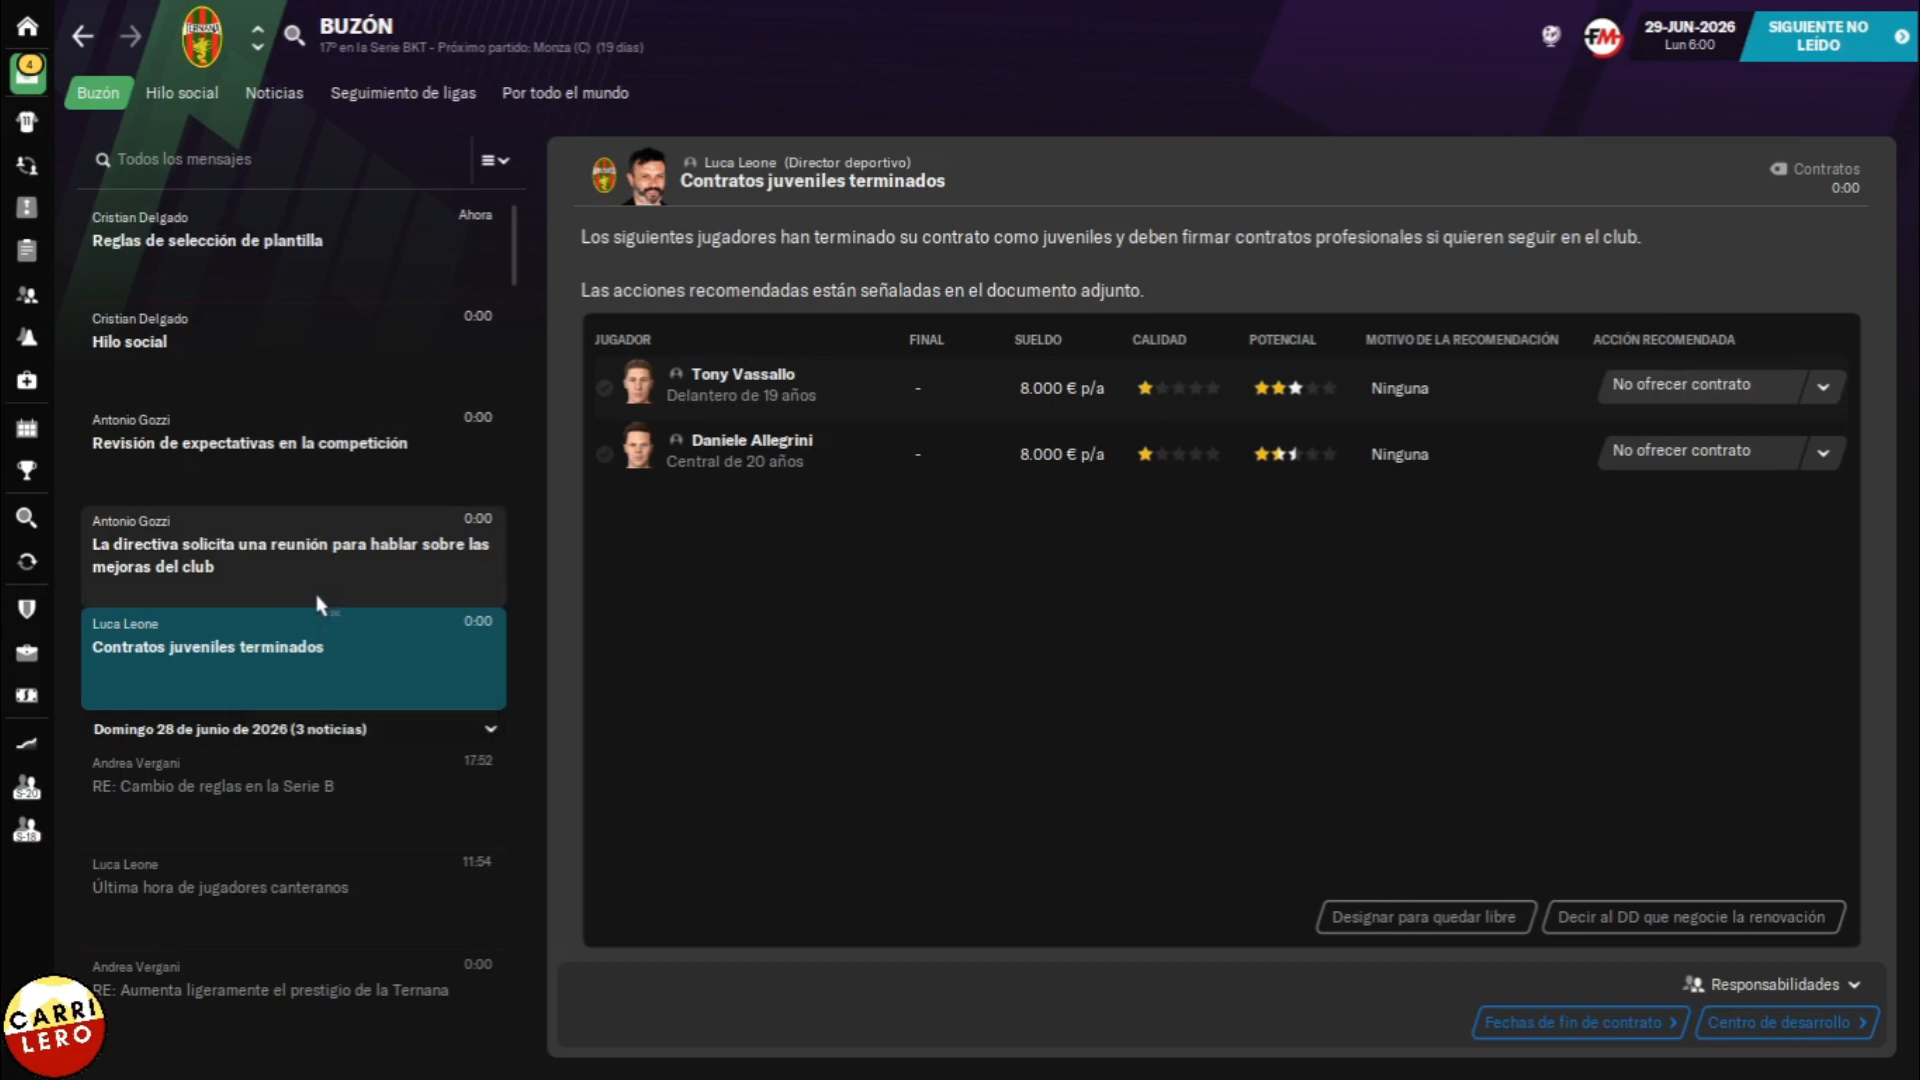 BUZÓN
17º en la Serie BKT - Próximo partido: Monza (C) (19 días)
29-JUN-2026
Lun 6:00
SIGUIENTE NO
LEÍDO
4
Buzón
Hilo social
Noticias
Seguimiento de ligas
Por todo el mundo
TERNANA
FM
Todos los mensajes
Cristian Delgado
Ahora
Reglas de selección de plantilla
Cristian Delgado
0:00
Hilo social
Antonio Gozzi
0:00
Revisión de expectativas en la competición
Antonio Gozzi
0:00
La directiva solicita una reunión para hablar sobre las
mejoras del club
Luca Leone
0:00
Contratos juveniles terminados
Domingo 28 de junio de 2026 (3 noticias)
Andrea Vergani
17:52
RE: Cambio de reglas en la Serie B
Luca Leone
11:54
Última hora de jugadores canteranos
Andrea Vergani
0:00
RE: Aumenta ligeramente el prestigio de la Ternana
S-20
S-18
CARRI
LERO
Luca Leone (Director deportivo)
Contratos juveniles terminados
Contratos
0:00
Los siguientes jugadores han terminado su contrato como juveniles y deben firmar contratos profesionales si quieren seguir en el club.
Las acciones recomendadas están señaladas en el documento adjunto.
JUGADOR FINAL SUELDO CALIDAD POTENCIAL MOTIVO DE LA RECOMENDACIÓN ACCIÓN RECOMENDADA
Tony Vassallo
Delantero de 19 años
- 8.000 € p/a Ninguna No ofrecer contrato
Daniele Allegrini
Central de 20 años
- 8.000 € p/a Ninguna No ofrecer contrato
Designar para quedar libre
Decir al DD que negocie la renovación
Responsabilidades
Fechas de fin de contrato
Centro de desarrollo